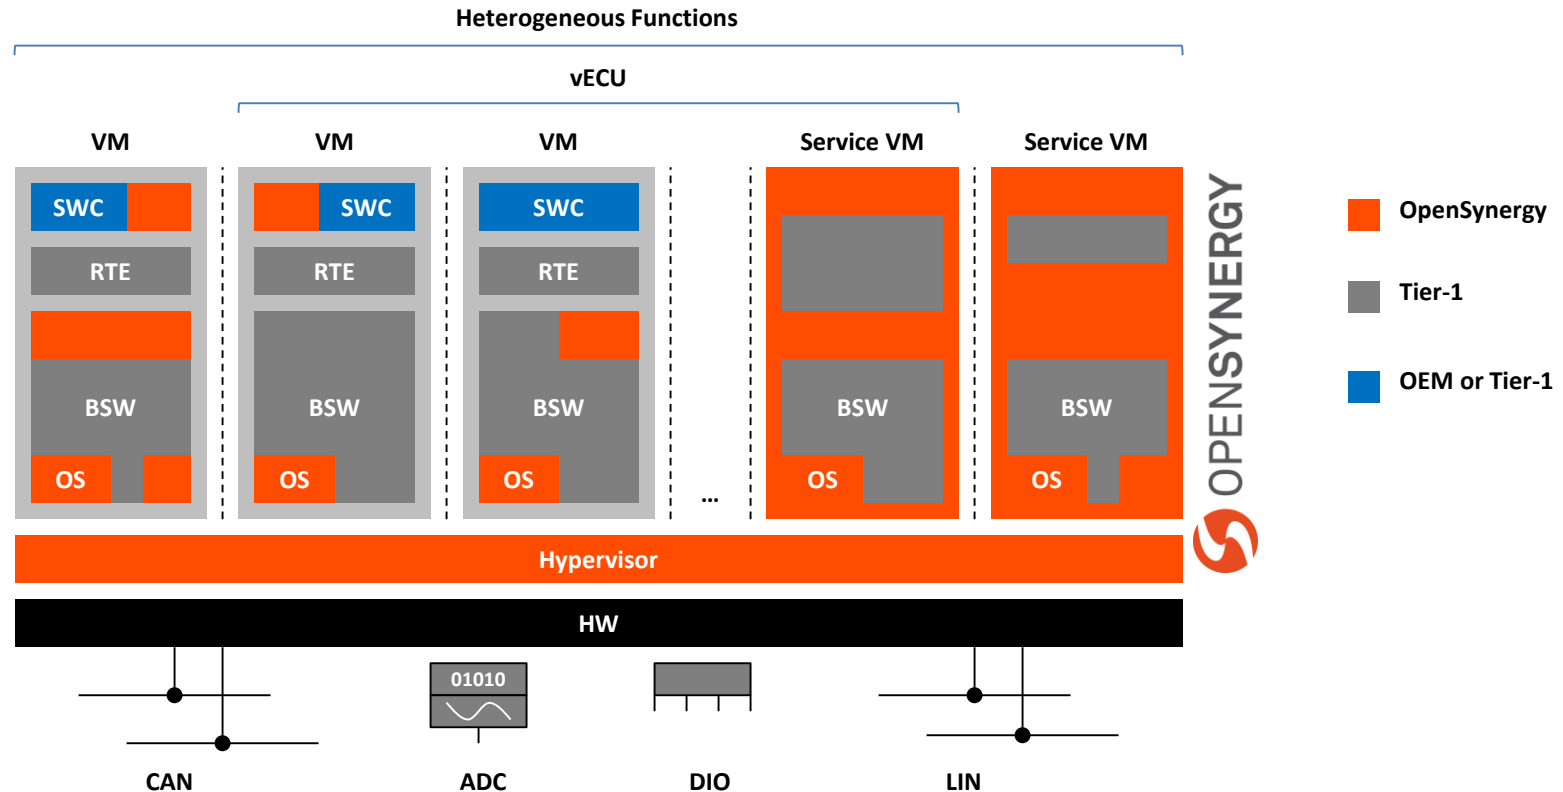 Heterogeneous Functions
vECU
VM
VM
VM
Service VM
Service VM
SWC
SWC
SWC
RTE
RTE
RTE
BSW
BSW
BSW
BSW
BSW
OS
OS
OS
...
OS
OS
Hypervisor
HW
01010
CAN
ADC
DIO
LIN
OPENSYNERGY
OpenSynergy
Tier-1
OEM or Tier-1